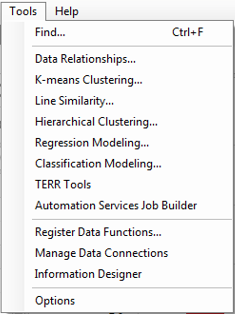 Tools Help
Find... Ctrl+F
Data Relationships...
K-means Clustering...
Line Similarity...
Hierarchical Clustering...
Regression Modeling...
Classification Modeling...
TERR Tools
Automation Services Job Builder
Register Data Functions...
Manage Data Connections
Information Designer
Options